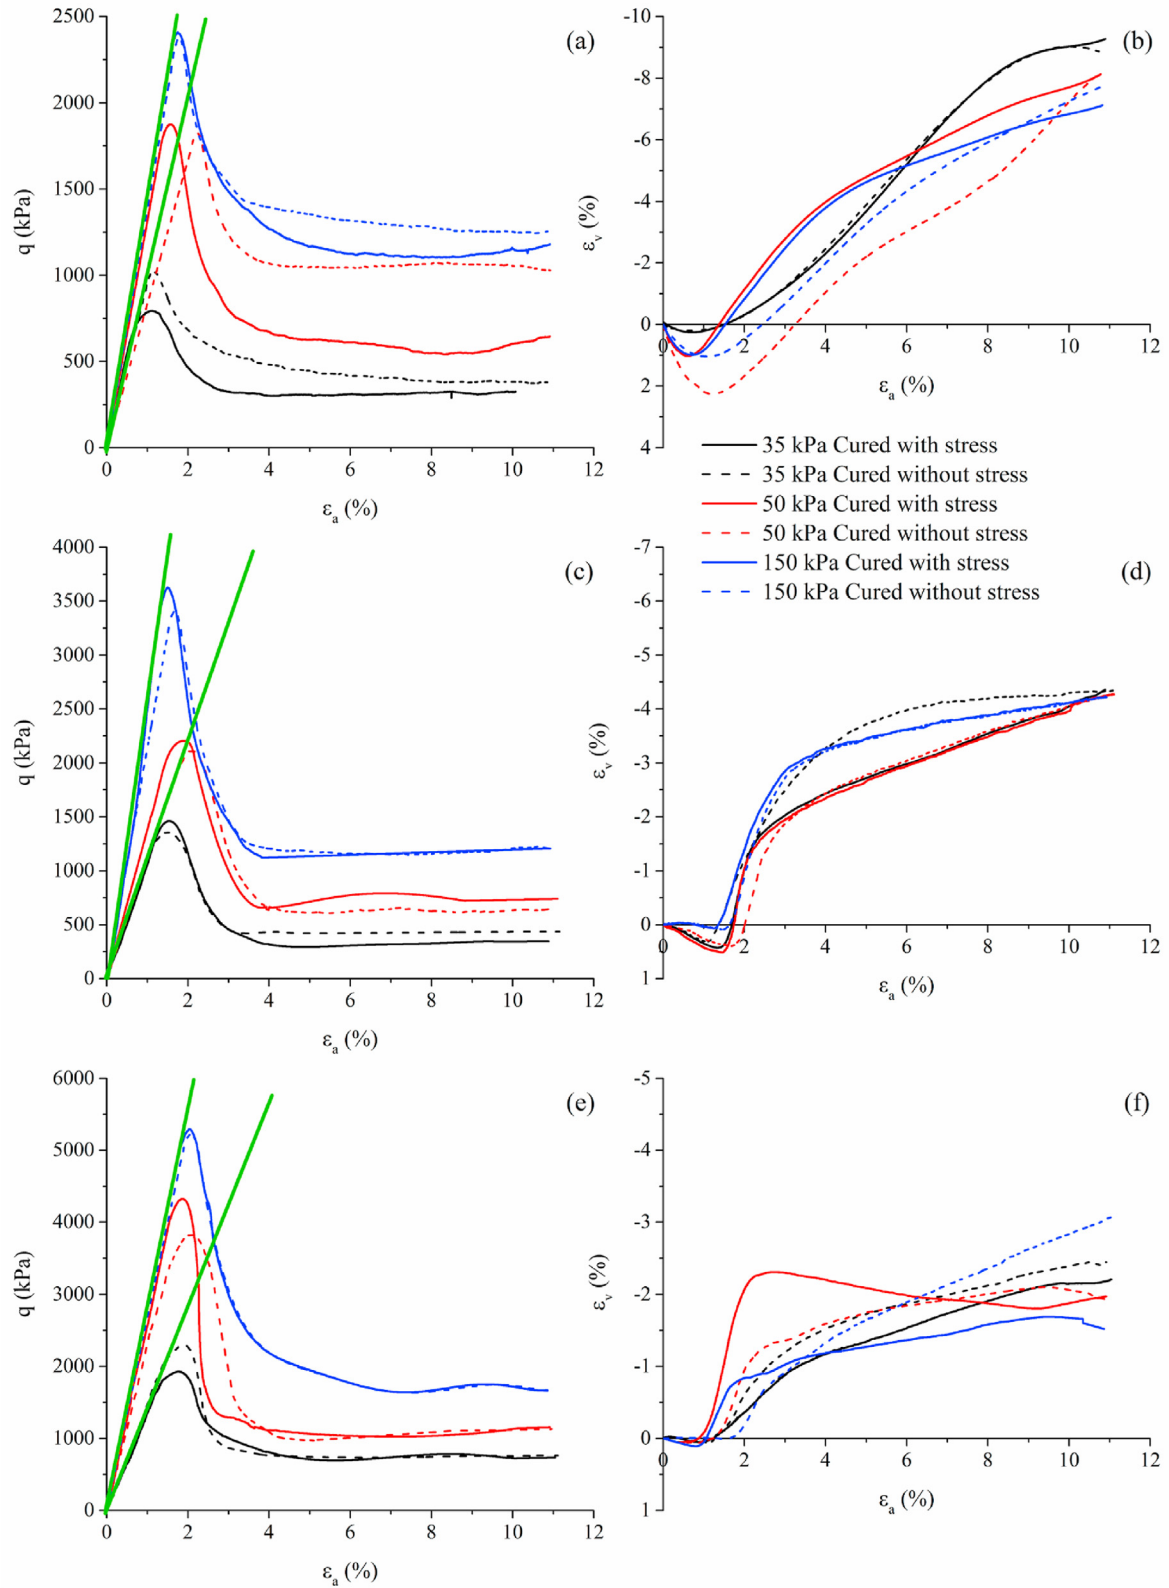 (a)
2500
2000
1500
1000
500
0
q (kPa)
0 2 4 6 8 10 12
εa (%)
(b)
-10
-8
-6
-4
-2
0
2
4
εv (%)
0 2 4 6 8 10 12
εa (%)
35 kPa Cured with stress
35 kPa Cured without stress
50 kPa Cured with stress
50 kPa Cured without stress
150 kPa Cured with stress
150 kPa Cured without stress
(c)
4000
3500
3000
2500
2000
1500
1000
500
0
q (kPa)
0 2 4 6 8 10 12
εa (%)
(d)
-7
-6
-5
-4
-3
-2
-1
0
1
εv (%)
0 2 4 6 8 10 12
εa (%)
(e)
6000
5000
4000
3000
2000
1000
0
q (kPa)
0 2 4 6 8 10 12
εa (%)
(f)
-5
-4
-3
-2
-1
0
1
εv (%)
0 2 4 6 8 10 12
εa (%)